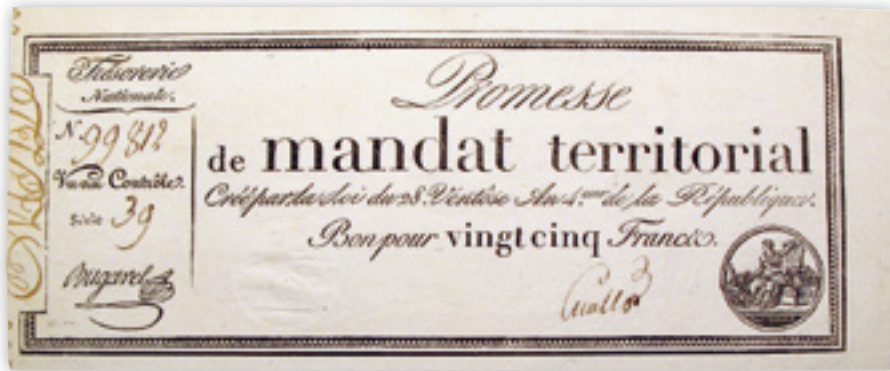 Trésorerie
Nationale.
N. 99812
Vu au Contrôle.
Série 39
Bugarel
Promesse
de mandat territorial
Créé par la Loi du 28. Ventôse An 4.me de la République.
Bon pour vingt cinq Francs.